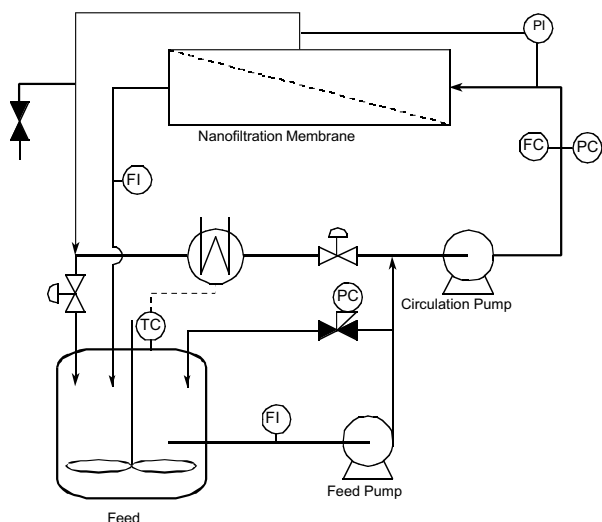 PI
Nanofiltration Membrane
FC
PC
FI
Circulation Pump
PC
TC
FI
Feed Pump
Feed